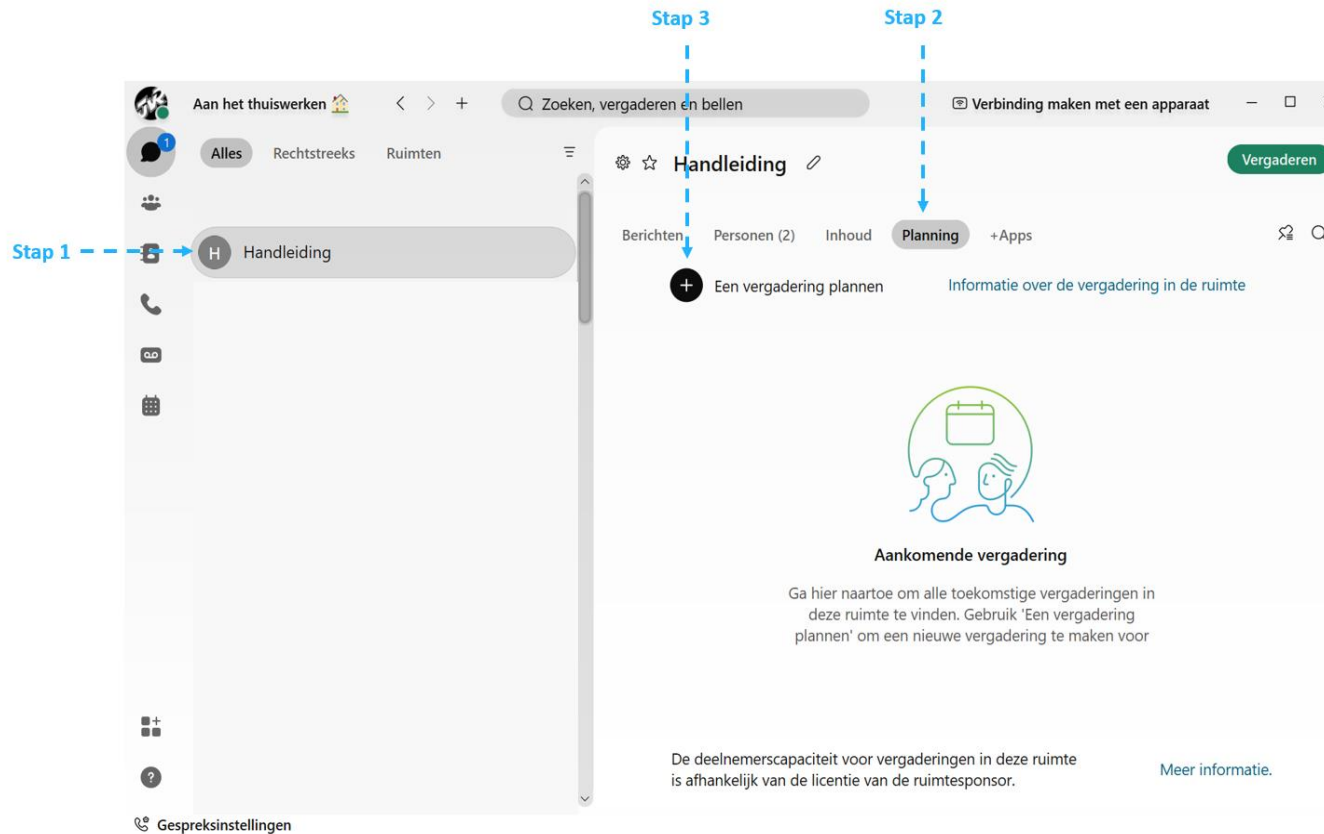 Stap 3
Stap 2
Aan het thuiswerken
Zoeken, vergaderen en bellen
Verbinding maken met een apparaat
1
Alles
Rechtstreeks
Ruimten
Handleiding
Vergaderen
Stap 1
H
Handleiding
Berichten
Personen (2)
Inhoud
Planning
+Apps
Een vergadering plannen
Informatie over de vergadering in de ruimte
Aankomende vergadering
Ga hier naartoe om alle toekomstige vergaderingen in
deze ruimte te vinden. Gebruik 'Een vergadering
plannen' om een nieuwe vergadering te maken voor
De deelnemerscapaciteit voor vergaderingen in deze ruimte
is afhankelijk van de licentie van de ruimtesponsor.
Meer informatie.
Gespreksinstellingen